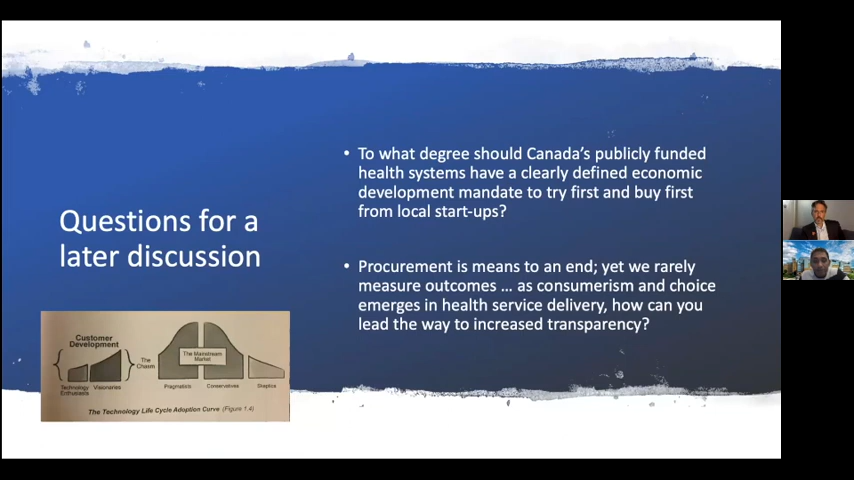 Questions for a
later discussion
• To what degree should Canada's publicly funded
health systems have a clearly defined economic
development mandate to try first and buy first
from local start-ups?
• Procurement is means to an end; yet we rarely
measure outcomes ... as consumerism and choice
emerges in health service delivery, how can you
lead the way to increased transparency?
Customer
Development
The
Chasm
The Mainstream
Market
Technology
Enthusiasts
Visionaries
Pragmatists
Conservatives
Skeptics
The Technology Life Cycle Adoption Curve (Figure 1.4)